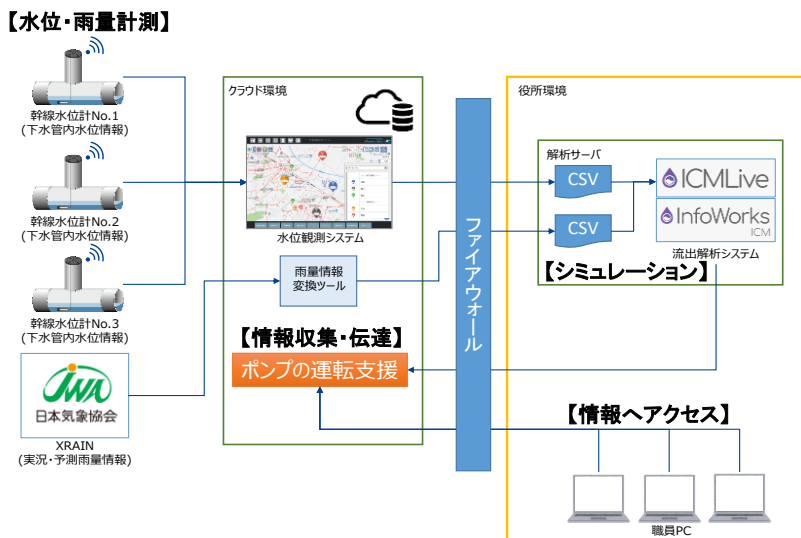 【水位・雨量計測】
幹線水位計No.1
(下水管内水位情報)
幹線水位計No.2
(下水管内水位情報)
幹線水位計No.3
(下水管内水位情報)
JWA
日本気象協会
XRAIN
(実況・予測雨量情報)
クラウド環境
水位観測システム
雨量情報
変換ツール
【情報収集・伝達】
ポンプの運転支援
ファイアウォール
役所環境
解析サーバ
CSV
CSV
ICMLive
InfoWorks
ICM
流出解析システム
【シミュレーション】
【情報へアクセス】
職員PC